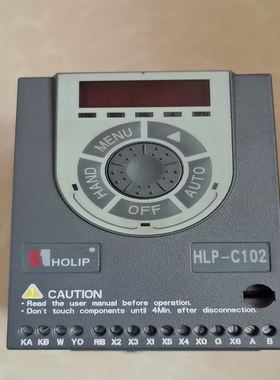 MENU
HAND
AUTO
OFF
HOLIP
HLP-C102
CAUTION
Read the user manual before operation.
Don't touch components until 4Min. after disconnection.
KA KB W YO RB X2 X3 X1 X5 X4 X0 G X6 A B